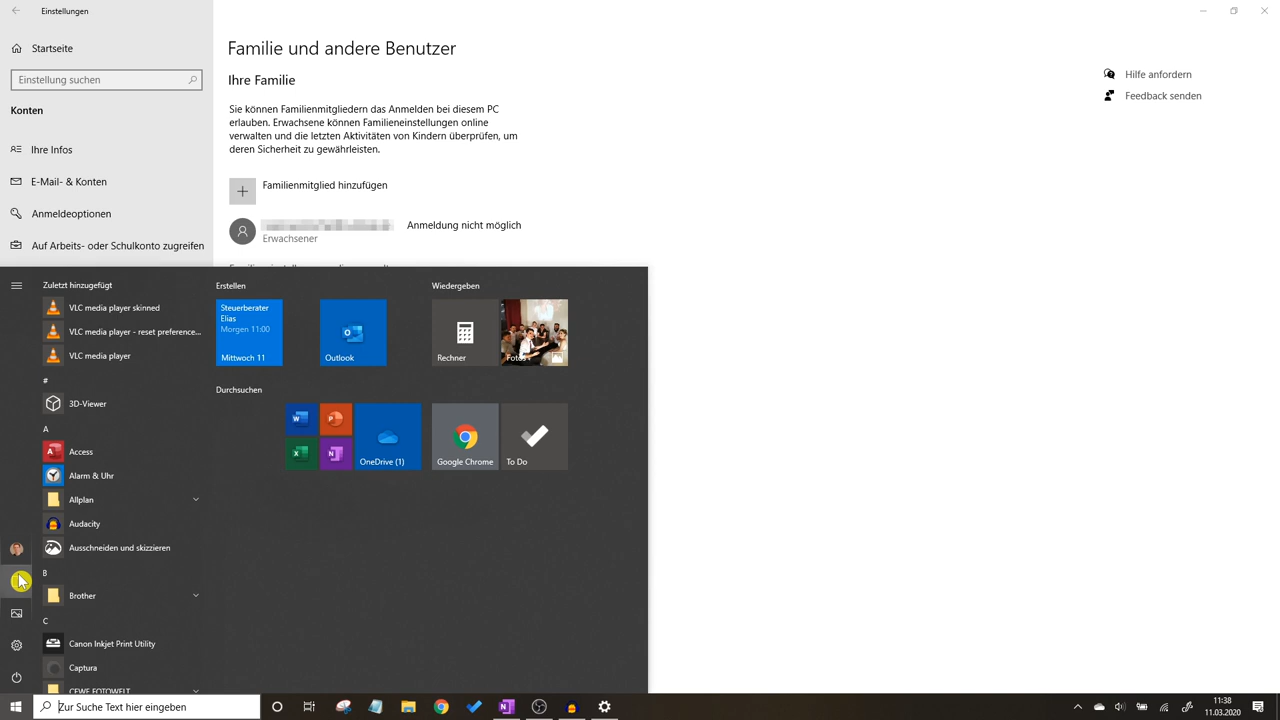 Einstellungen
Startseite
Einstellung suchen
Konten
Ihre Infos
E-Mail- & Konten
Anmeldeoptionen
Auf Arbeits- oder Schulkonto zugreifen
Familie und andere Benutzer
Ihre Familie
Sie können Familienmitgliedern das Anmelden bei diesem PC
erlauben. Erwachsene können Familieneinstellungen online
verwalten und die letzten Aktivitäten von Kindern überprüfen, um
deren Sicherheit zu gewährleisten.
Familienmitglied hinzufügen
Anmeldung nicht möglich
Erwachsener
Hilfe anfordern
Feedback senden
Zuletzt hinzugefügt
VLC media player skinned
VLC media player - reset preference...
VLC media player
#
3D-Viewer
A
Access
Alarm & Uhr
Allplan
Audacity
Ausschneiden und skizzieren
B
Brother
C
Canon Inkjet Print Utility
Captura
CEWE FOTOWELT
Erstellen
Steuerberater
Elias
Morgen 11:00
Mittwoch 11
Outlook
Wiedergeben
Rechner
Fotos
Durchsuchen
OneDrive (1)
Google Chrome
To Do
Zur Suche Text hier eingeben
11:38
11.03.2020